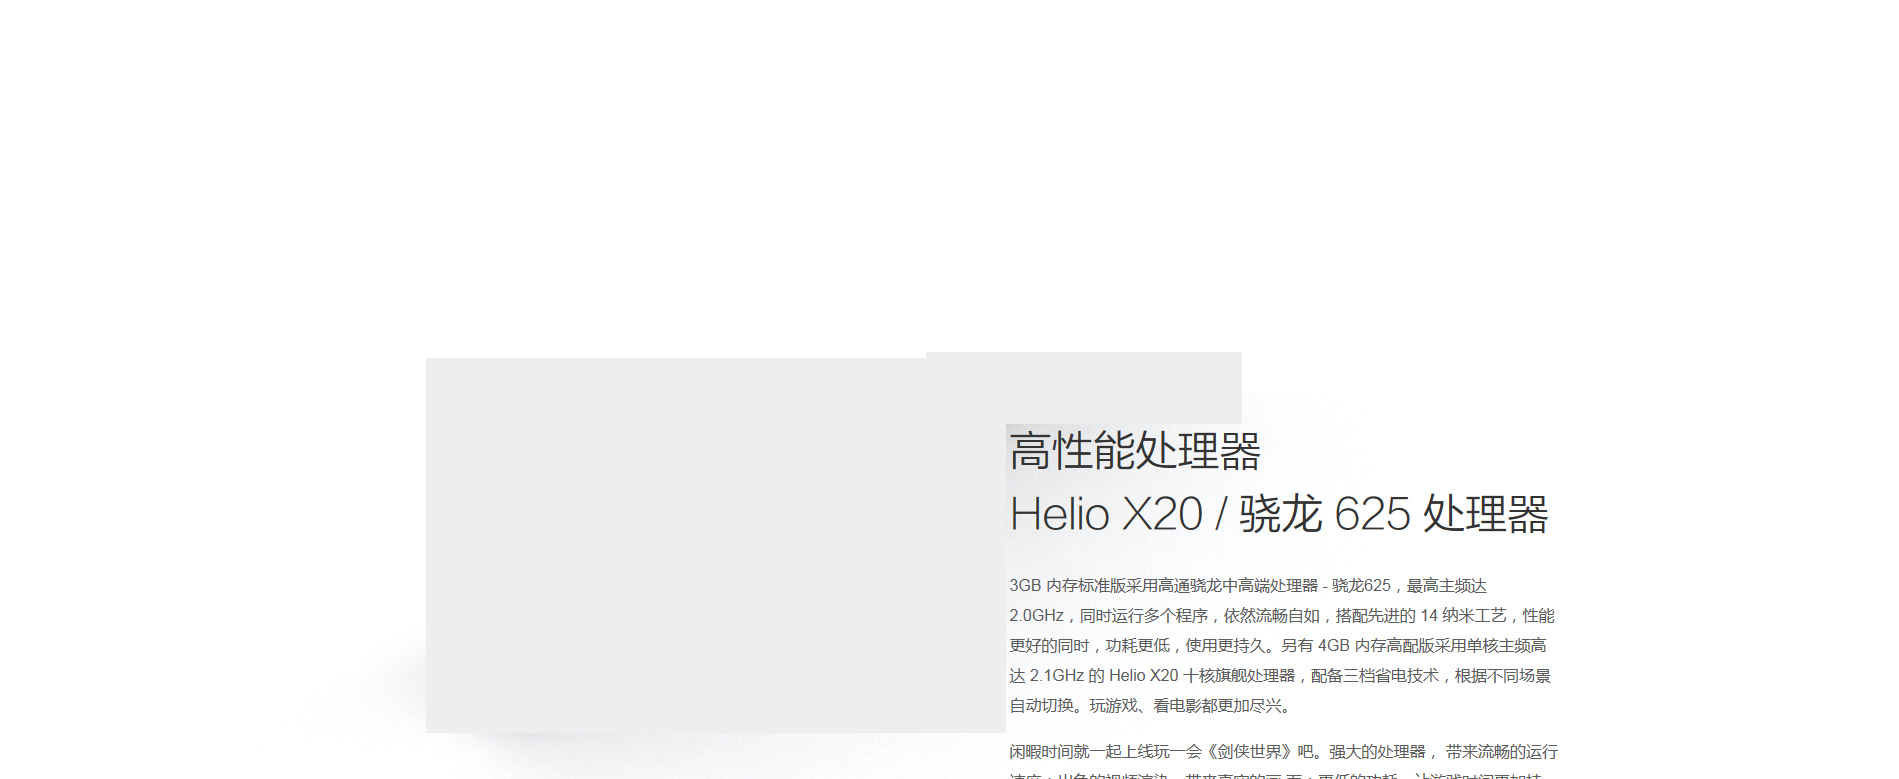 高性能处理器
Helio X20 / 骁龙 625 处理器
3GB 内存标准版采用高通骁龙中高端处理器 - 骁龙625，最高主频达
2.0GHz，同时运行多个程序，依然流畅自如，搭配先进的 14 纳米工艺，性能
更好的同时，功耗更低，使用更持久。另有 4GB 内存高配版采用单核主频高
达 2.1GHz 的 Helio X20 十核旗舰处理器，配备三档省电技术，根据不同场景
自动切换。玩游戏、看电影都更加尽兴。
闲暇时间就一起上线玩一会《剑侠世界》吧。强大的处理器， 带来流畅的运行